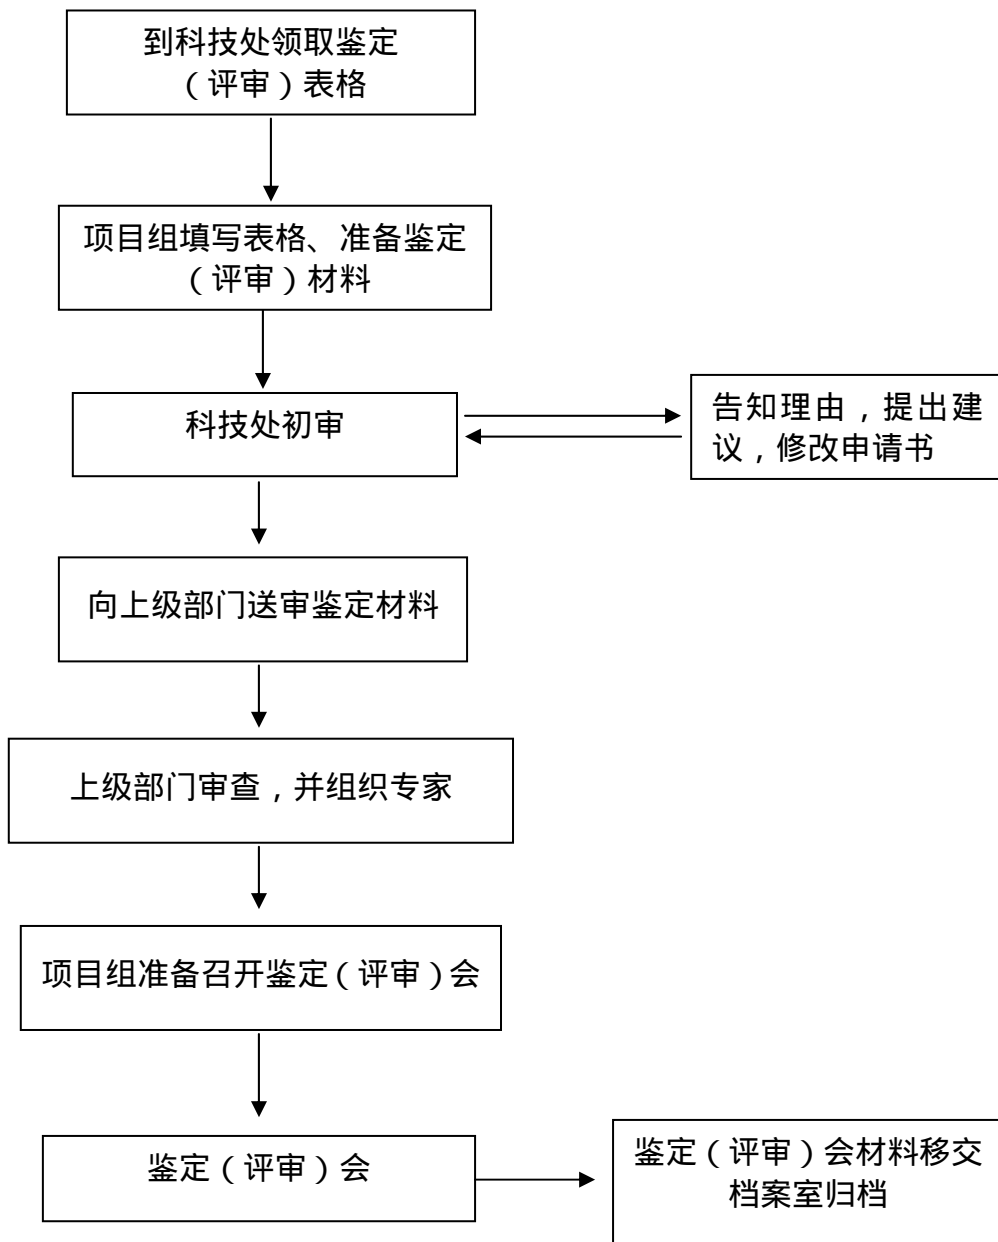 到科技处领取鉴定
（评审）表格
项目组填写表格、准备鉴定
（评审）材料
科技处初审
告知理由，提出建
议，修改申请书
向上级部门送审鉴定材料
上级部门审查，并组织专家
项目组准备召开鉴定（评审）会
鉴定（评审）会
鉴定（评审）会材料移交
档案室归档